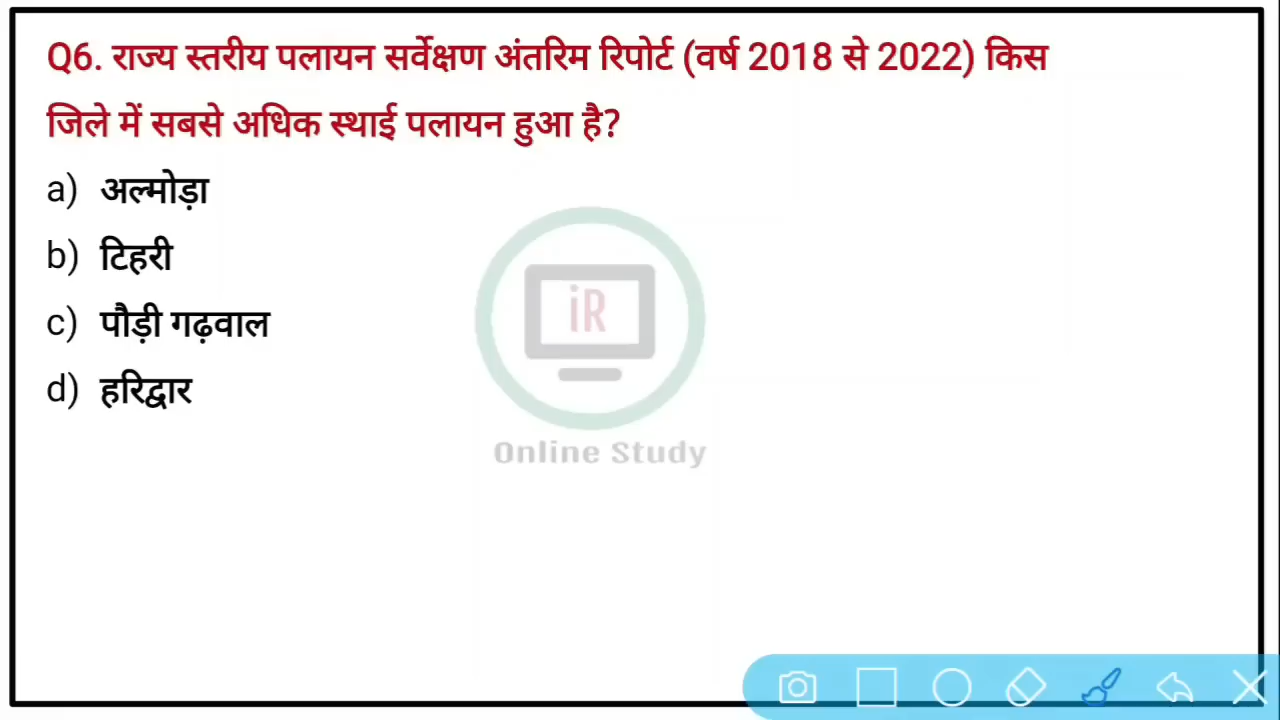 Q6. राज्य स्तरीय पलायन सर्वेक्षण अंतरिम रिपोर्ट (वर्ष 2018 से 2022) किस
जिले में सबसे अधिक स्थाई पलायन हुआ है?
a) अल्मोड़ा
b) टिहरी
c) पौड़ी गढ़वाल
d) हरिद्वार
iR
Online Study